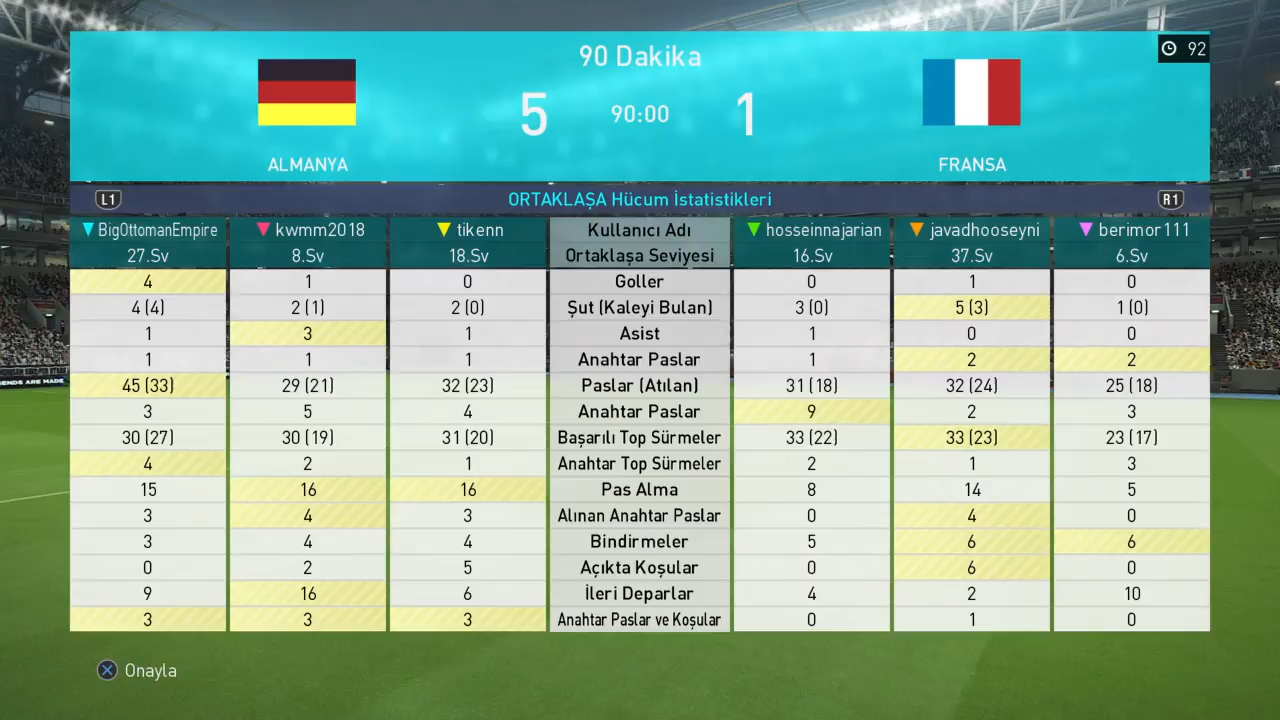 90 Dakika
92
5 90:00 1
ALMANYA FRANSA
L1 ORTAKLAŞA Hücum İstatistikleri R1
BigOttomanEmpire kwmm2018 tikenn Kullanıcı Adı hosseinnajarian javadhooseyni berimor111
27.Sv 8.Sv 18.Sv Ortaklaşa Seviyesi 16.Sv 37.Sv 6.Sv
4 1 0 Goller 0 1 0
4 (4) 2 (1) 2 (0) Şut (Kaleyi Bulan) 3 (0) 5 (3) 1 (0)
1 3 1 Asist 1 0 0
1 1 1 Anahtar Paslar 1 2 2
45 (33) 29 (21) 32 (23) Paslar (Atılan) 31 (18) 32 (24) 25 (18)
3 5 4 Anahtar Paslar 9 2 3
30 (27) 30 (19) 31 (20) Başarılı Top Sürmeler 33 (22) 33 (23) 23 (17)
4 2 1 Anahtar Top Sürmeler 2 1 3
15 16 16 Pas Alma 8 14 5
3 4 3 Alınan Anahtar Paslar 0 4 0
3 4 4 Bindirmeler 5 6 6
0 2 5 Açıkta Koşular 0 6 0
9 16 6 İleri Deparlar 4 2 10
3 3 3 Anahtar Paslar ve Koşular 0 1 0
ARE MADE
Onayla